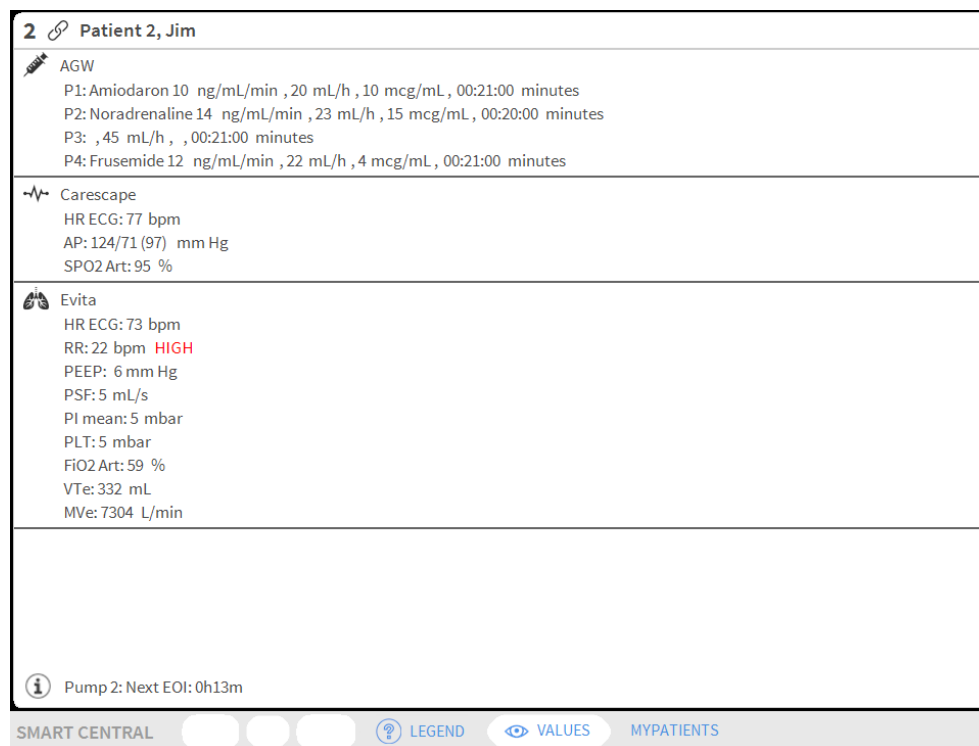 2 Patient 2, Jim
AGW
P1: Amiodaron 10 ng/mL/min , 20 mL/h , 10 mcg/mL , 00:21:00 minutes
P2: Noradrenaline 14 ng/mL/min , 23 mL/h , 15 mcg/mL , 00:20:00 minutes
P3: , 45 mL/h , , 00:21:00 minutes
P4: Frusemide 12 ng/mL/min , 22 mL/h , 4 mcg/mL , 00:21:00 minutes
Carescape
HR ECG: 77 bpm
AP: 124/71 (97) mm Hg
SPO2 Art: 95 %
Evita
HR ECG: 73 bpm
RR: 22 bpm HIGH
PEEP: 6 mm Hg
PSF: 5 mL/s
PI mean: 5 mbar
PLT: 5 mbar
FiO2 Art: 59 %
VTe: 332 mL
MVe: 7304 L/min
Pump 2: Next EOI: 0h13m
SMART CENTRAL LEGEND VALUES MYPATIENTS